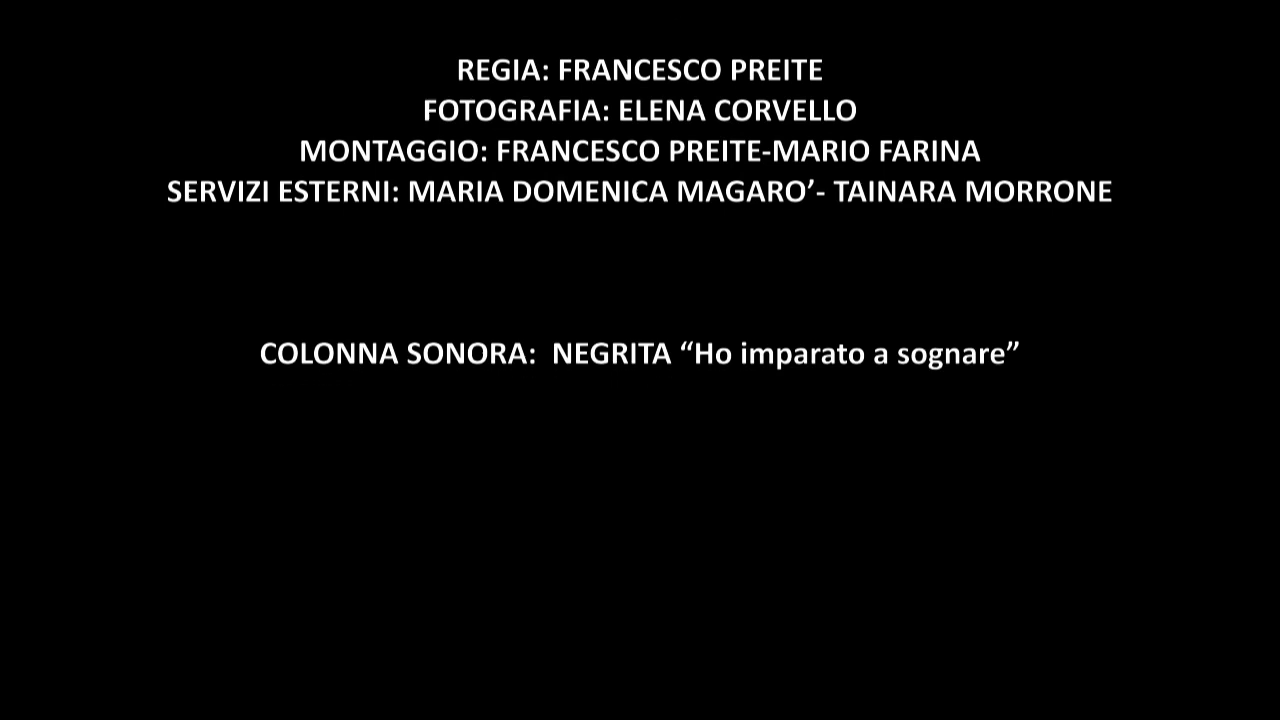 REGIA: FRANCESCO PREITE
FOTOGRAFIA: ELENA CORVELLO
MONTAGGIO: FRANCESCO PREITE-MARIO FARINA
SERVIZI ESTERNI: MARIA DOMENICA MAGARO’- TAINARA MORRONE
COLONNA SONORA:  NEGRITA “Ho imparato a sognare”